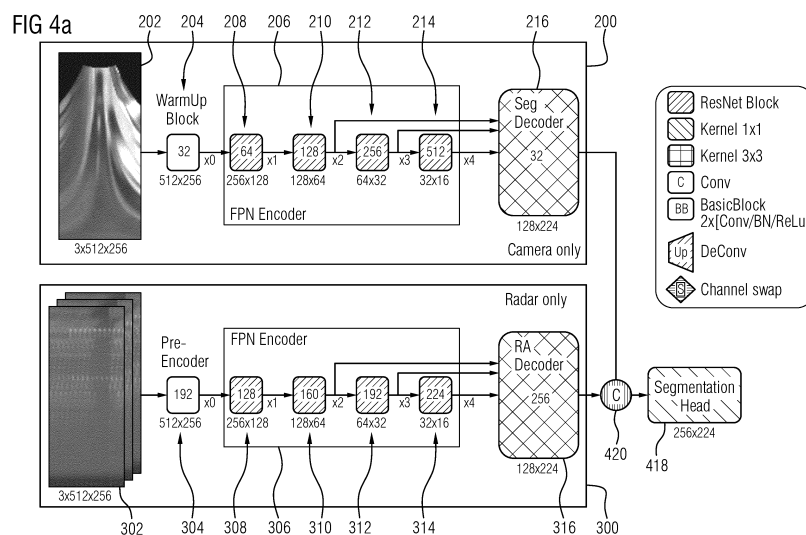 FIG 4a
202
204
208
206
210
212
214
216
200
WarmUp
Block
32
x0
512x256
64
x1
256x128
128
x2
128x64
256
x3
64x32
512
x4
32x16
FPN Encoder
Seg
Decoder
32
128x224
3x512x256
Camera only
ResNet Block
Kernel 1x1
Kernel 3x3
C
Conv
BB
BasicBlock
2x[Conv/BN/ReLu
Up
DeConv
S
Channel swap
Radar only
Pre-
Encoder
192
x0
512x256
FPN Encoder
128
x1
256x128
160
x2
128x64
192
x3
64x32
224
x4
32x16
RA
Decoder
256
128x224
C
Segmentation
Head
256x224
420
418
3x512x256
302
304
308
306
310
312
314
316
300